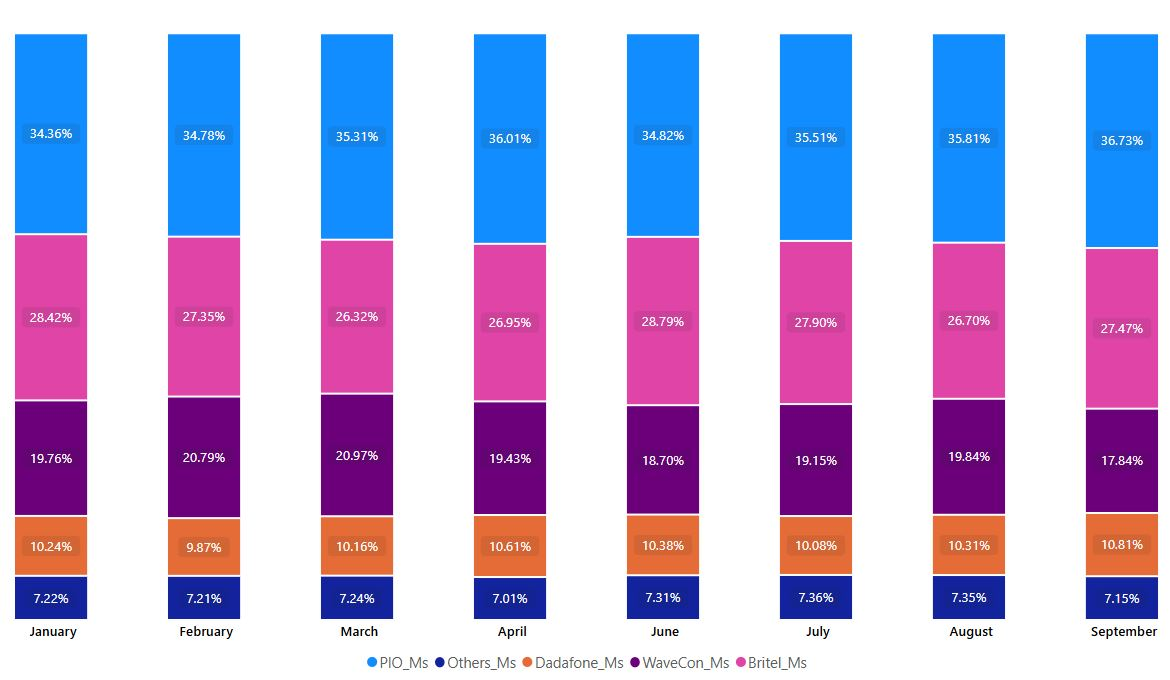 34.36% 34.78% 35.31% 36.01% 34.82% 35.51% 35.81% 36.73%
28.42% 27.35% 26.32% 26.95% 28.79% 27.90% 26.70% 27.47%
19.76% 20.79% 20.97% 19.43% 18.70% 19.15% 19.84% 17.84%
10.24% 9.87% 10.16% 10.61% 10.38% 10.08% 10.31% 10.81%
7.22% 7.21% 7.24% 7.01% 7.31% 7.36% 7.35% 7.15%
January February March April June July August September
PIO_Ms Others_Ms Dadafone_Ms WaveCon_Ms Britel_Ms